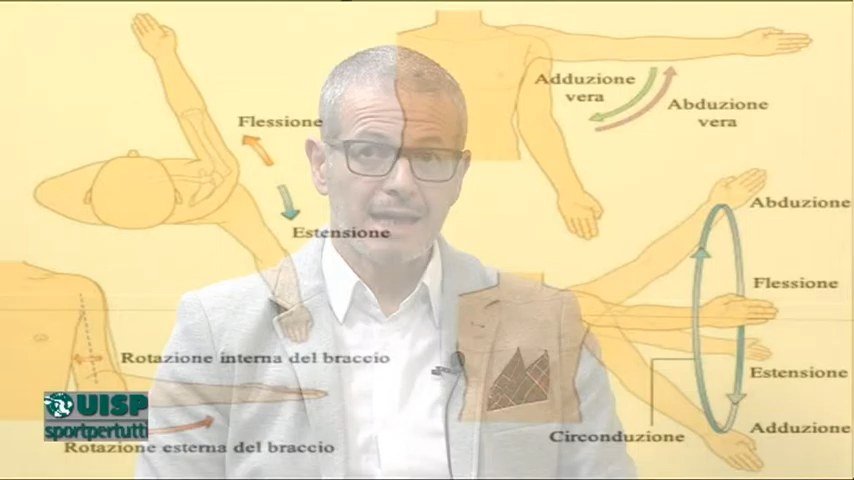 Adduzione
vera
Abduzione
vera
Flessione
Estensione
Abduzione
Flessione
Rotazione interna del braccio
Estensione
UISP
sportpertutti
Rotazione esterna del braccio
Circonduzione
Adduzione